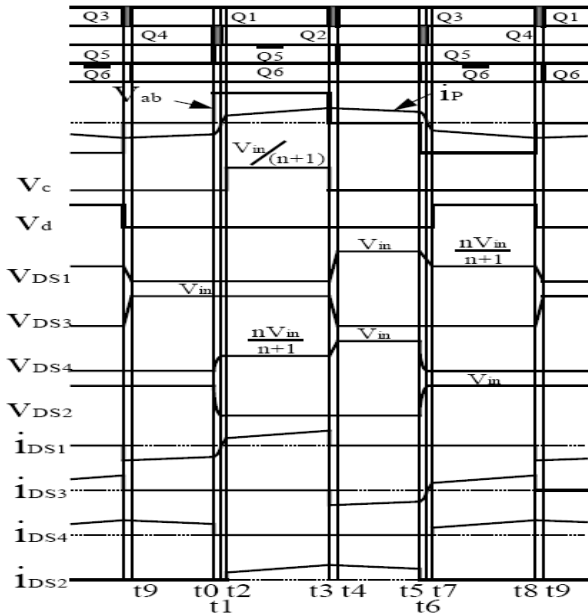 Q3 Q1 Q3 Q1
Q4 Q2 Q4
Q5 Q5 Q5
Q6 Q6 Q6 Q6
Vab iP
Vin/(n+1)
Vc
Vd
Vin nVin
n+1
VDS1
Vin
VDS3
nVin Vin
n+1
VDS4
Vin
VDS2
iDS1
iDS3
iDS4
iDS2
t9 t0 t2 t3 t4 t5 t7 t8 t9
t1 t6